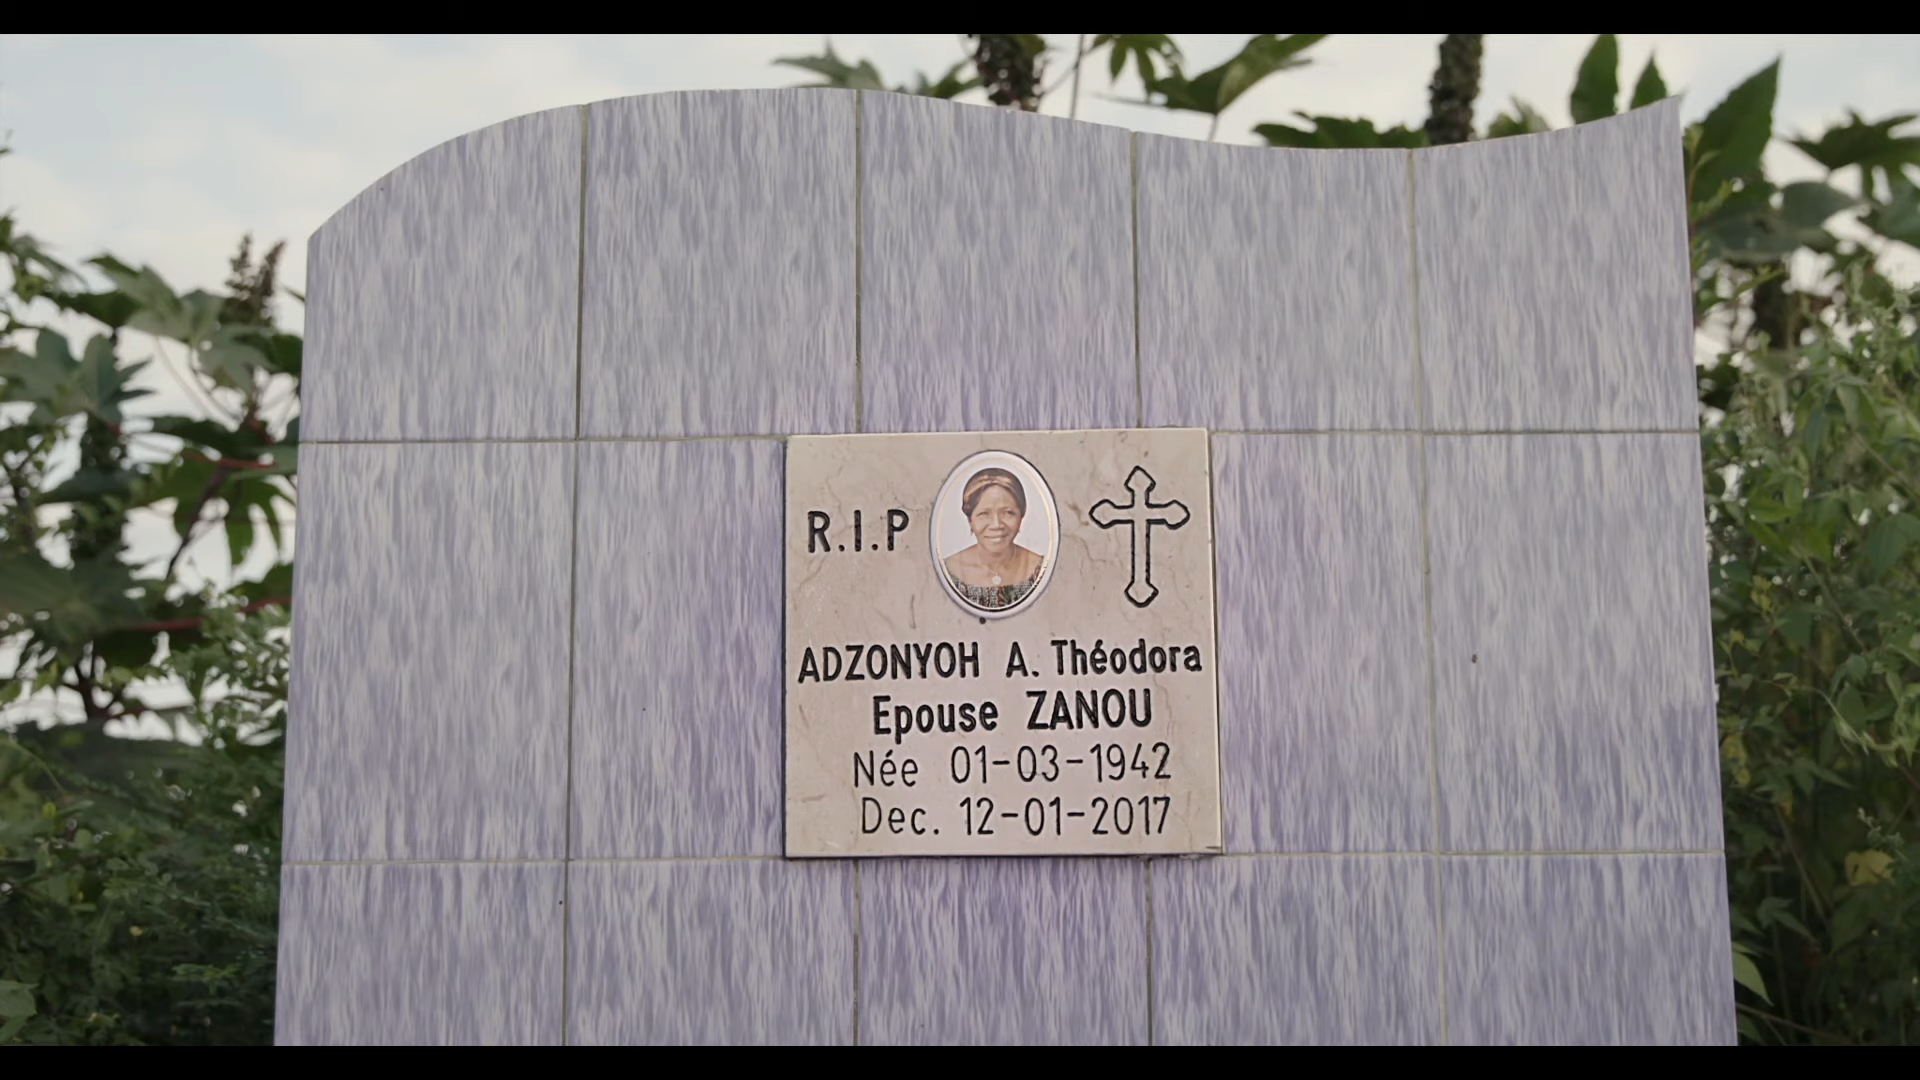 R.I.P
ADZONYOH A. Théodora
Epouse ZANOU
Née 01-03-1942
Dec. 12-01-2017